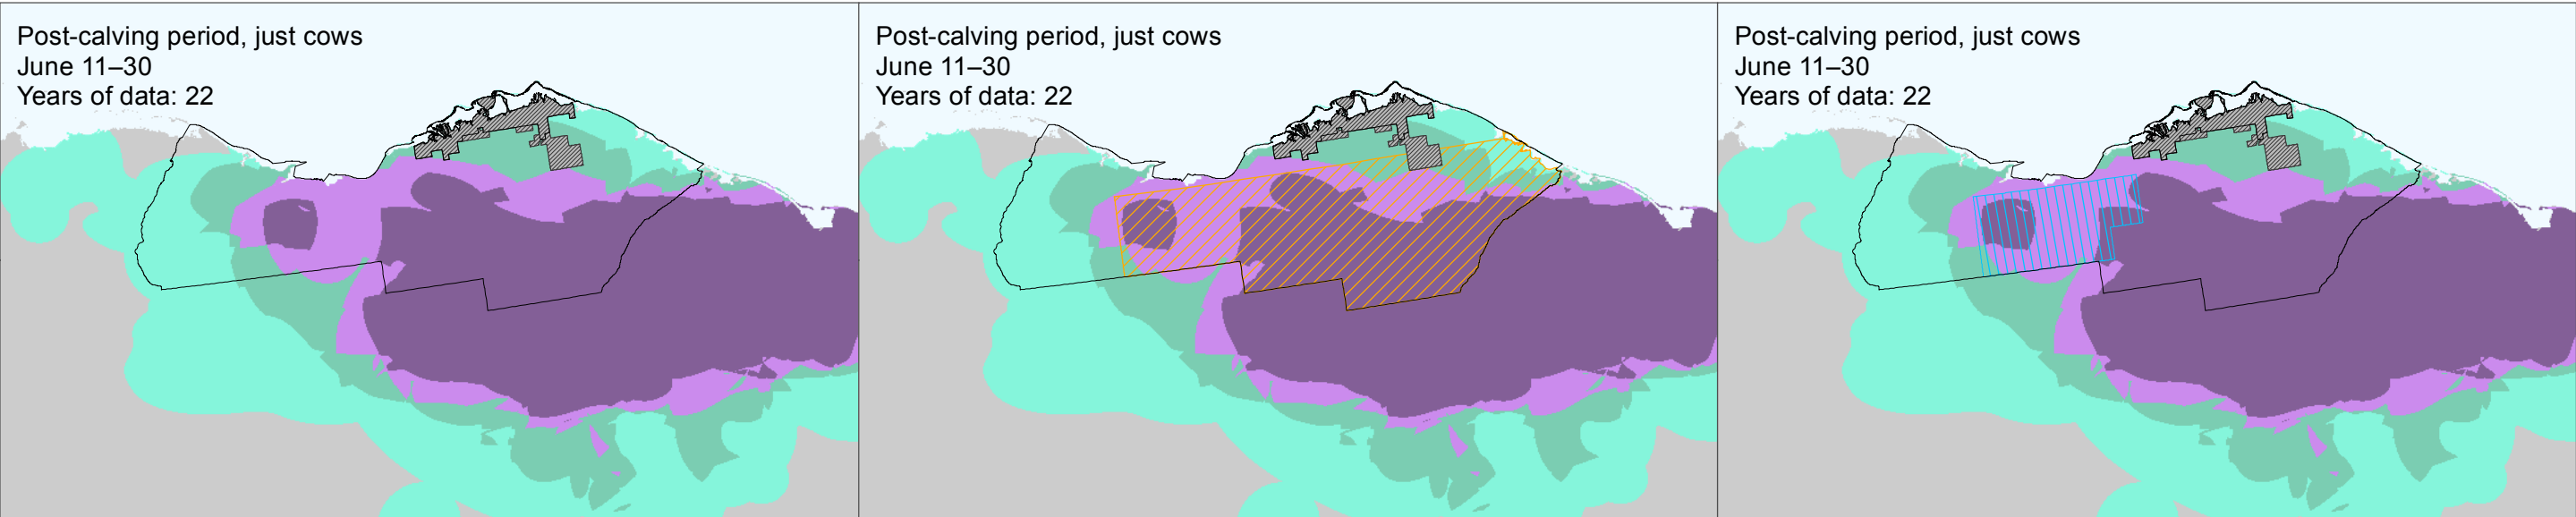 Post-calving period, just cows
June 11–30
Years of data: 22
Post-calving period, just cows
June 11–30
Years of data: 22
Post-calving period, just cows
June 11–30
Years of data: 22